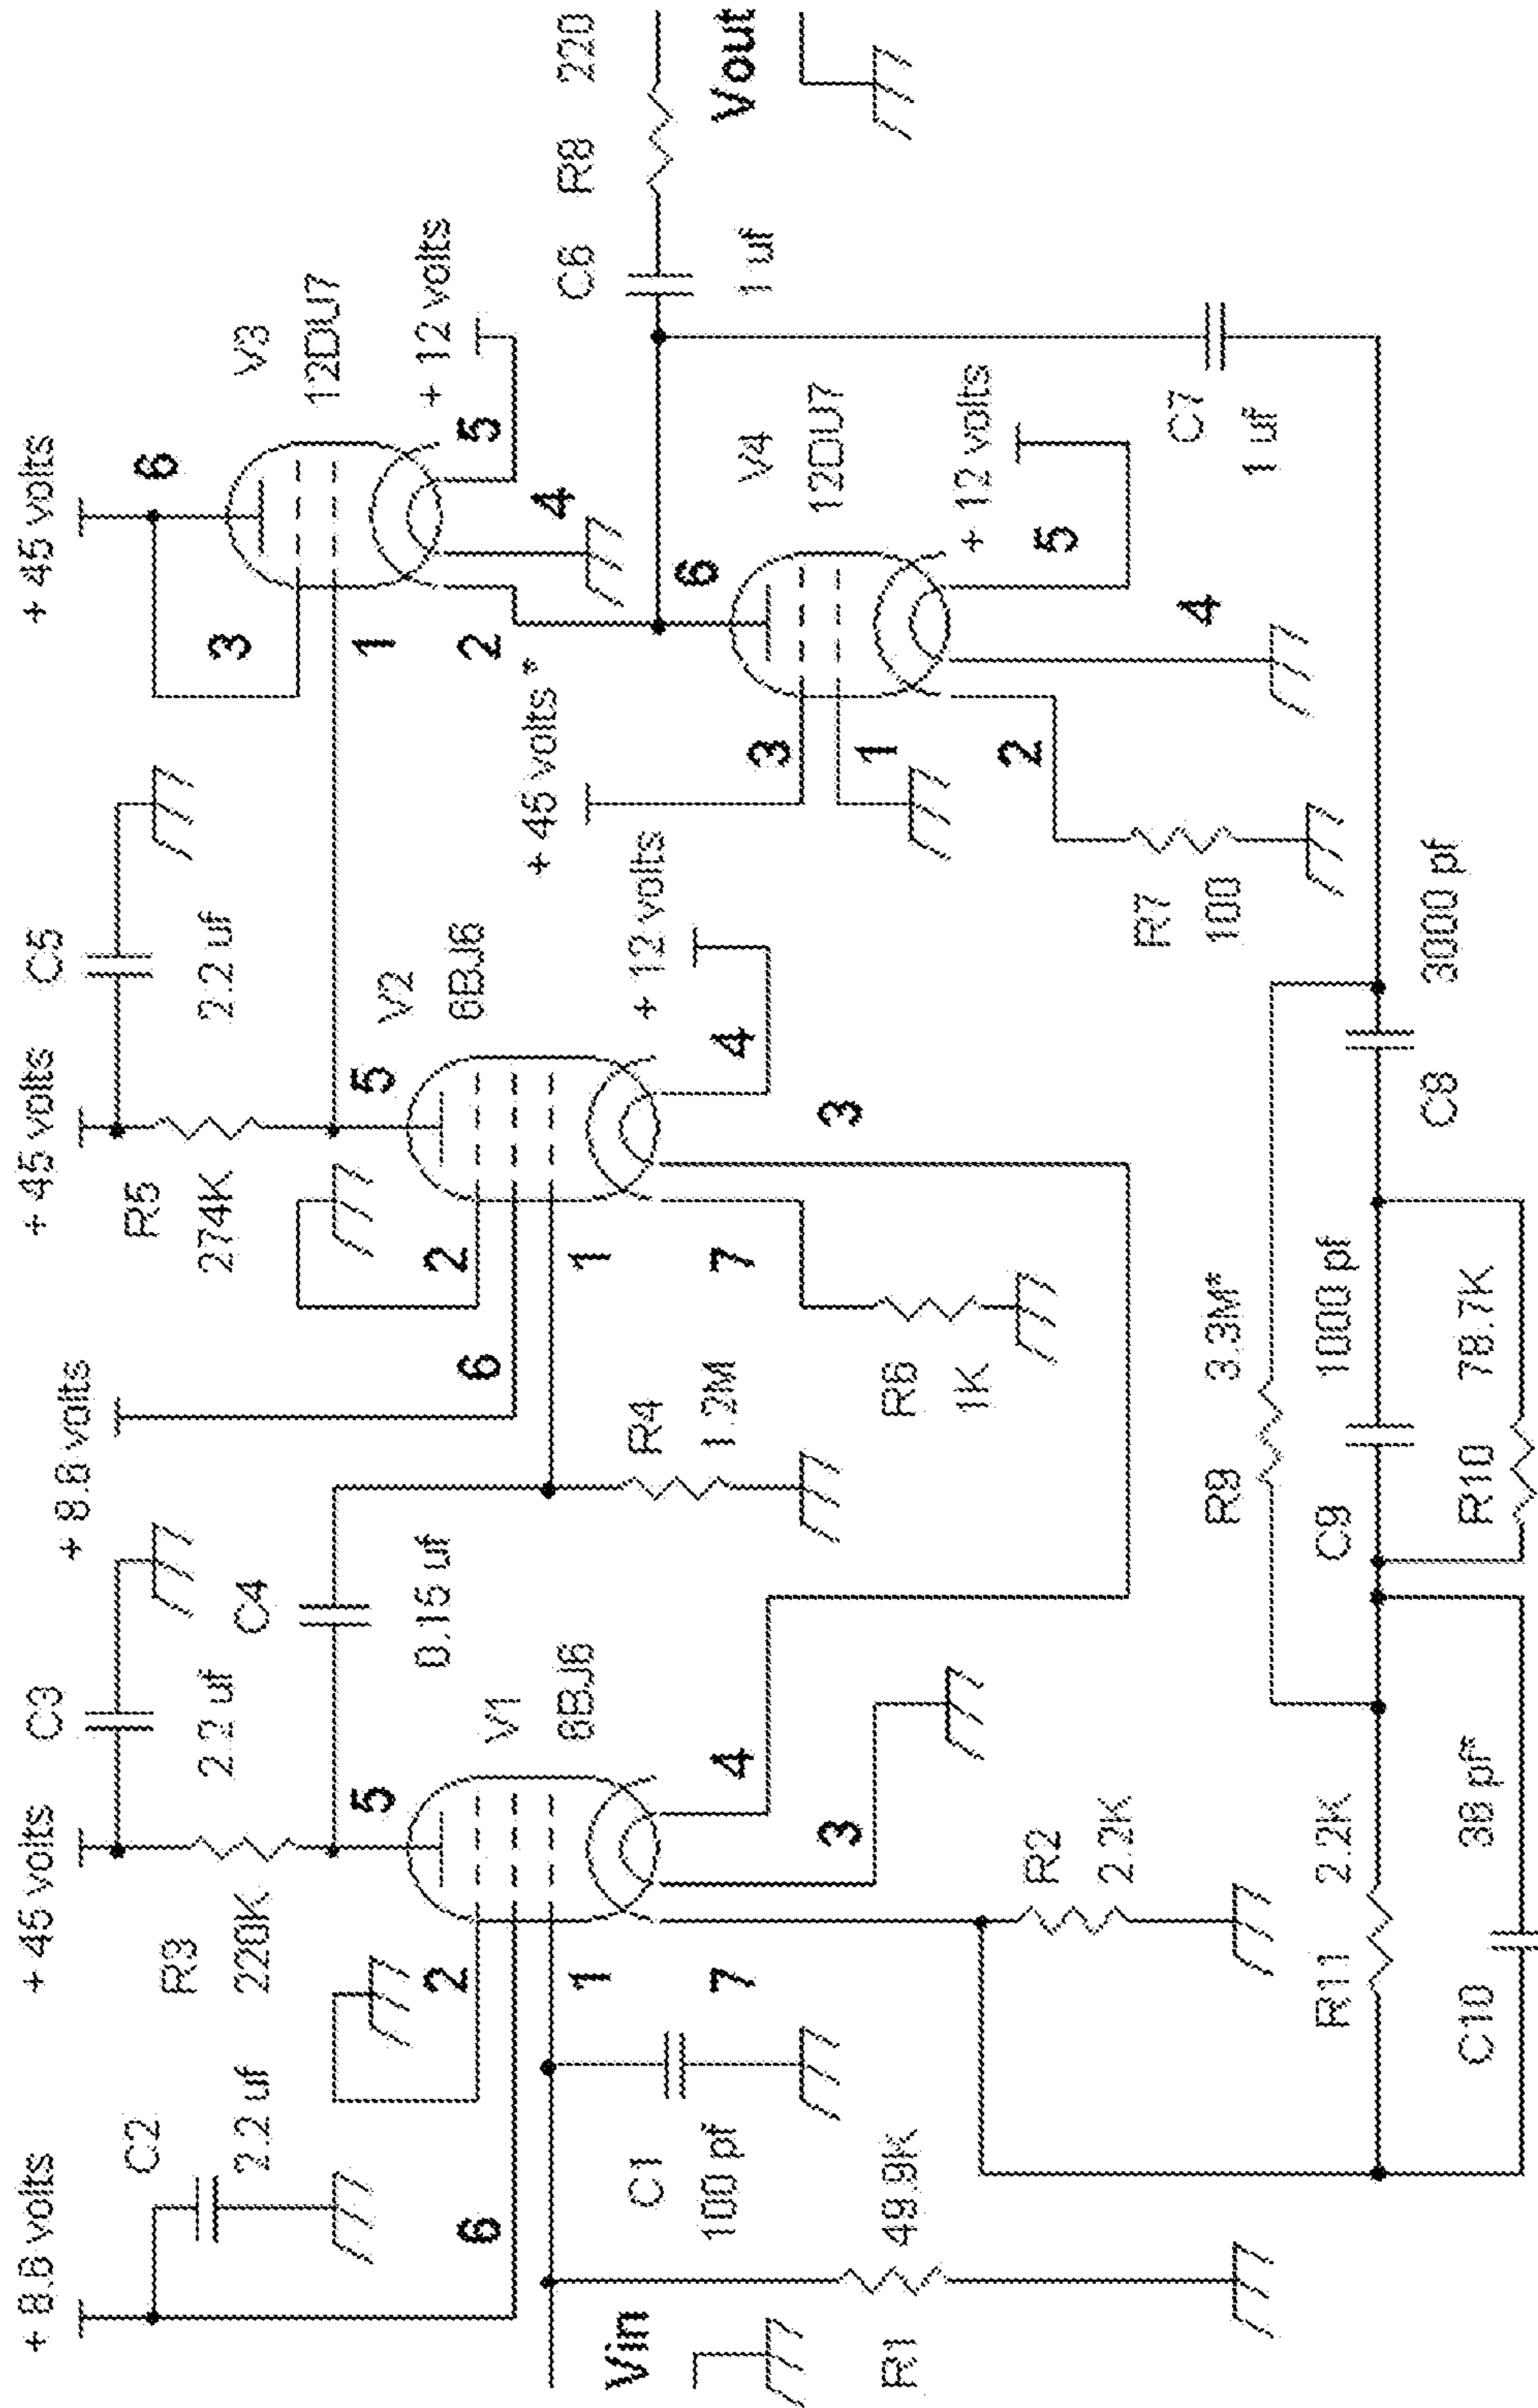 + 8.8 volts
C2
2.2 uf
+ 45 volts
R3
220K
C3
2.2 uf
+ 8.8 volts
+ 45 volts
R5
274K
C5
2.2 uf
+ 45 volts
6
V3
12DU7
+ 12 volts
3
1
2
4
5
C4
0.15 uf
V1
6BJ6
5
2
6
1
7
4
3
V2
6BJ6
+ 12 volts
5
2
6
1
7
4
3
+ 45 volts *
6
V4
12DU7
+ 12 volts
3
1
2
4
5
C6
1 uf
R8
220
Vout
Vin
C1
100 pf
R1
49.9K
R2
2.2K
R4
1.2M
R6
1K
R7
100
C7
1 uf
R9
3.3M*
R11
2.2K
C9
1000 pf
C8
3000 pf
C10
39 pf*
R10
78.7K